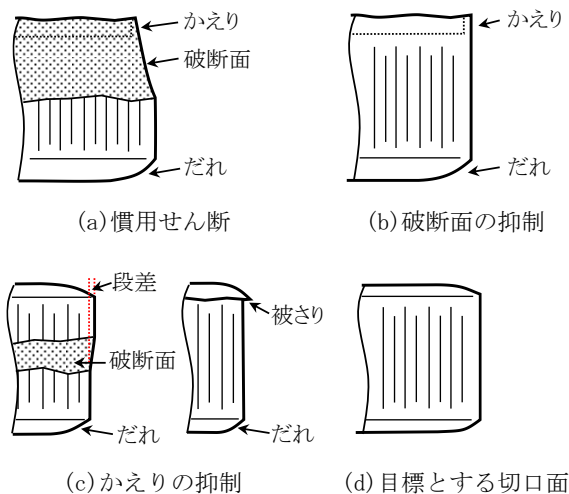 かえり
破断面
だれ
(a)慣用せん断
かえり
だれ
(b)破断面の抑制
段差
破断面
だれ
被さり
だれ
(c)かえりの抑制
(d)目標とする切口面